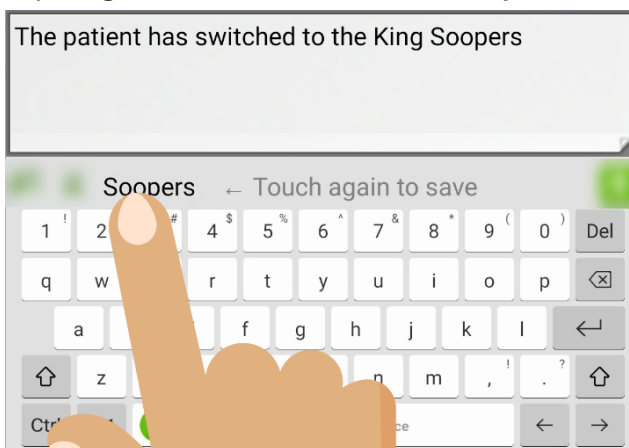 The patient has switched to the King Soopers
Soopers ← Touch again to save
1 ! 2 # 4 $ 5 % 6 ^ 7 & 8 * 9 ( 0 ) Del
q w r t y u i o p
a f g h j k l
z n m , ! . ?